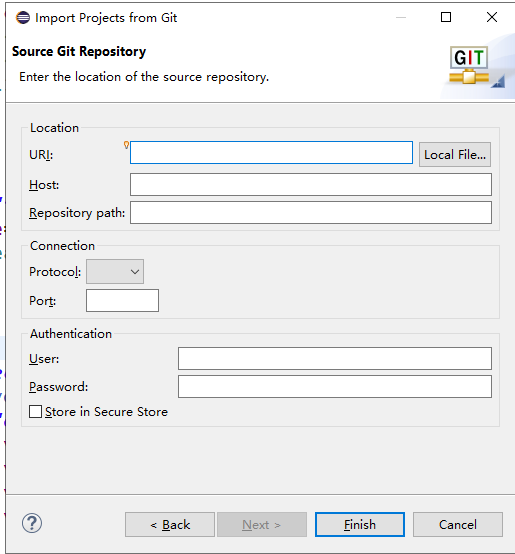 Import Projects from Git
Source Git Repository
Enter the location of the source repository.
GIT
Location
URI:
Local File...
Host:
Repository path:
Connection
Protocol:
Port:
Authentication
User:
Password:
Store in Secure Store
?
< Back
Next >
Finish
Cancel